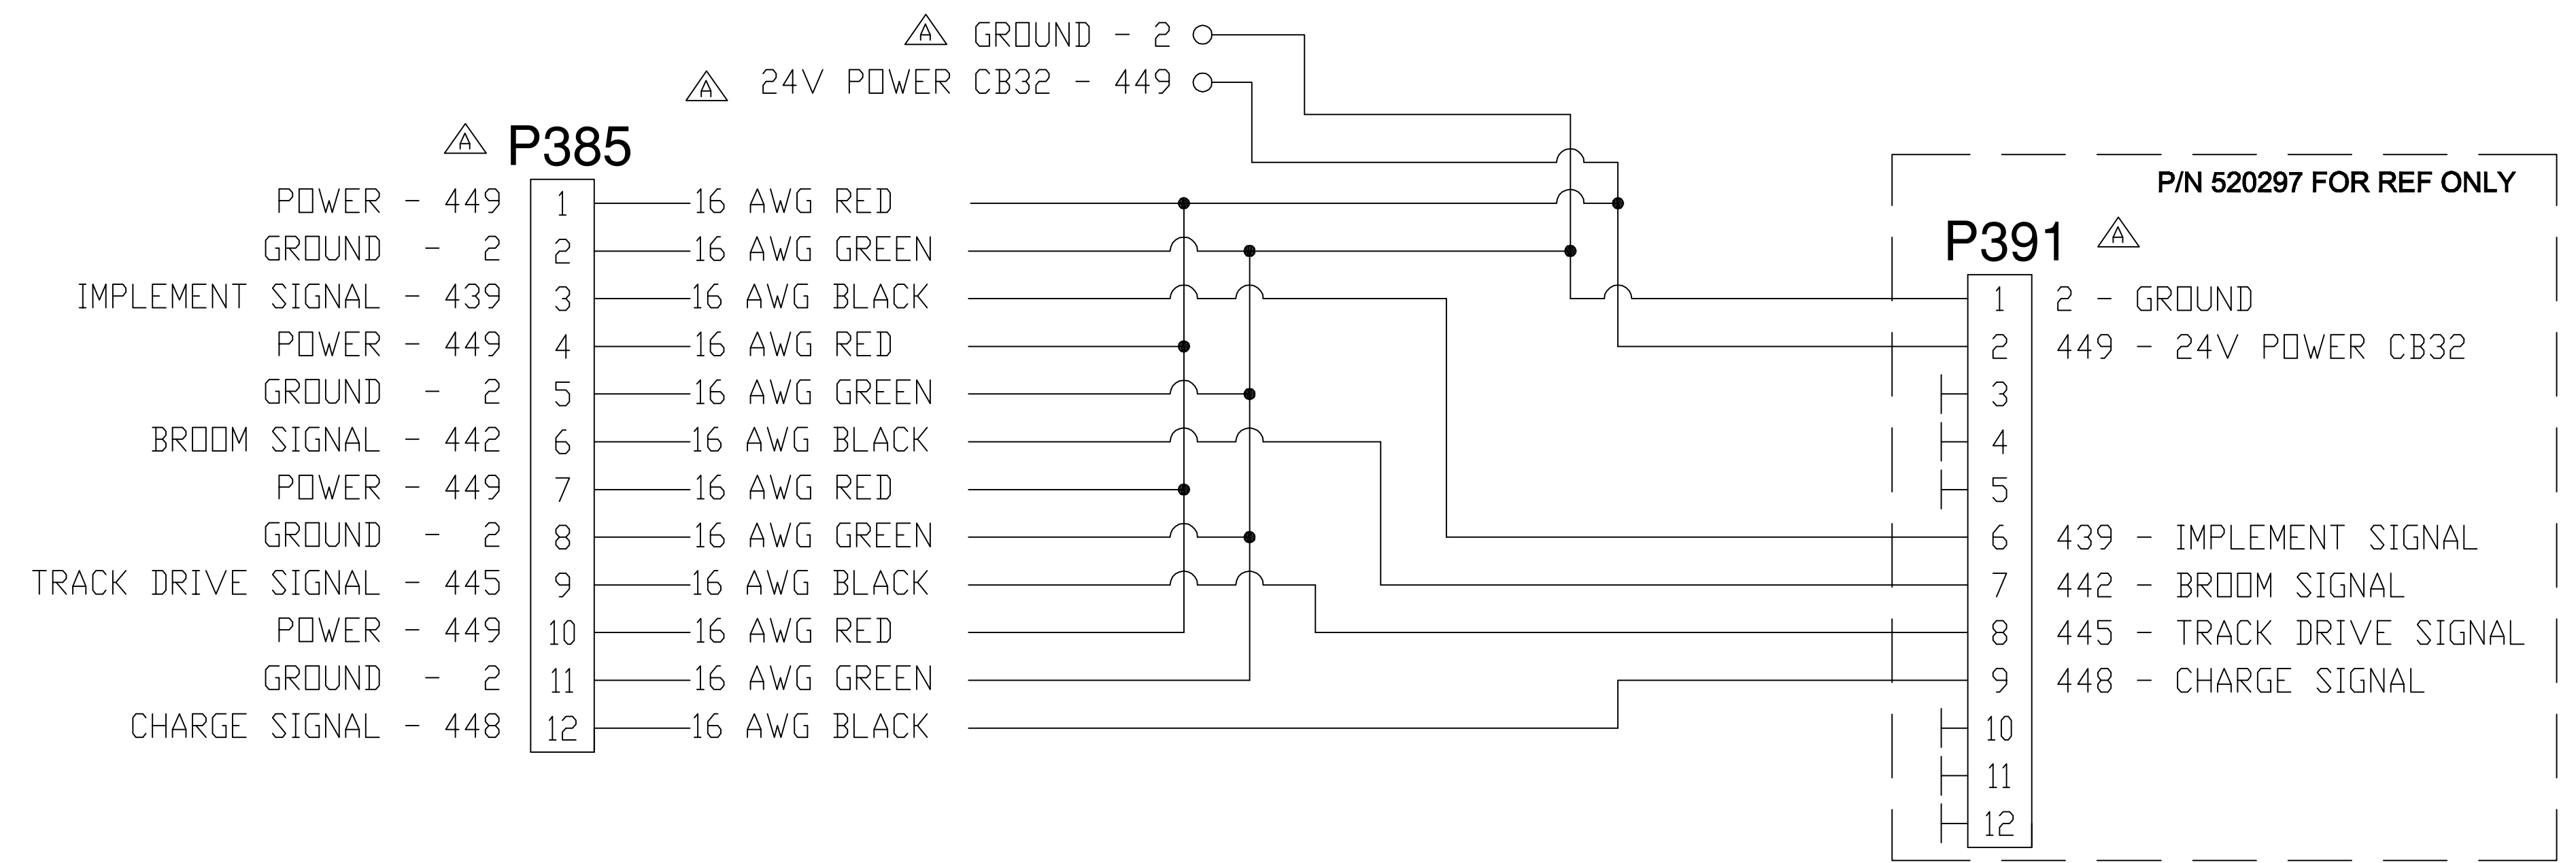 A GROUND - 2
A 24V POWER CB32 - 449
A P385
POWER - 449 1 16 AWG RED
GROUND - 2 2 16 AWG GREEN
IMPLEMENT SIGNAL - 439 3 16 AWG BLACK
POWER - 449 4 16 AWG RED
GROUND - 2 5 16 AWG GREEN
BROOM SIGNAL - 442 6 16 AWG BLACK
POWER - 449 7 16 AWG RED
GROUND - 2 8 16 AWG GREEN
TRACK DRIVE SIGNAL - 445 9 16 AWG BLACK
POWER - 449 10 16 AWG RED
GROUND - 2 11 16 AWG GREEN
CHARGE SIGNAL - 448 12 16 AWG BLACK
P/N 520297 FOR REF ONLY
P391 A
1 2 - GROUND
2 449 - 24V POWER CB32
3
4
5
6 439 - IMPLEMENT SIGNAL
7 442 - BROOM SIGNAL
8 445 - TRACK DRIVE SIGNAL
9 448 - CHARGE SIGNAL
10
11
12